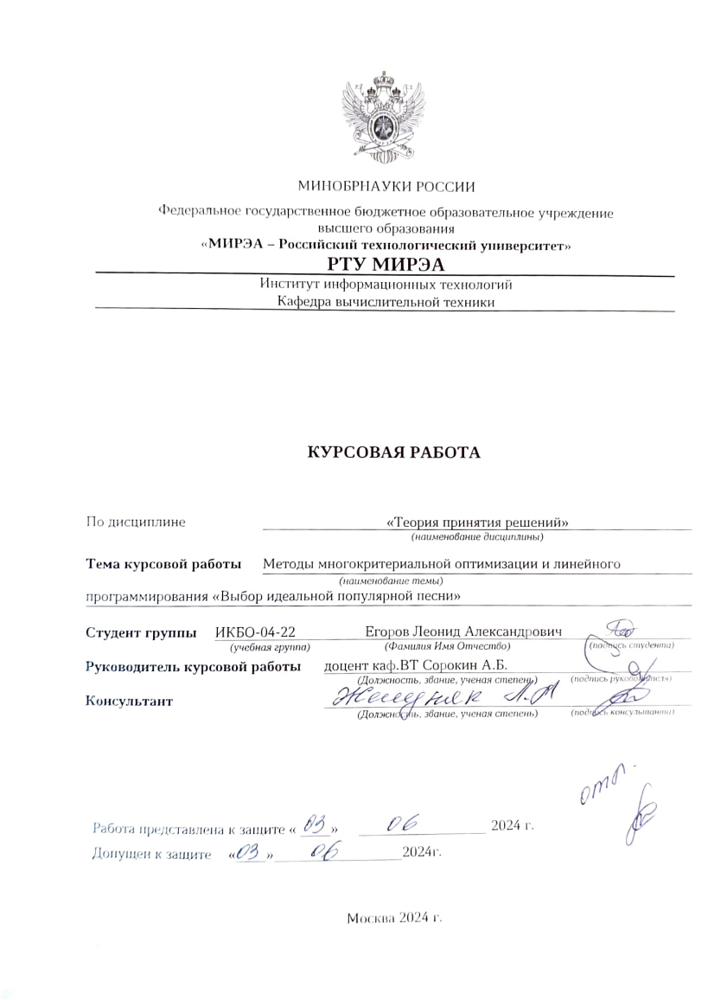 МИНОБРНАУКИ РОССИИ
Федеральное государственное бюджетное образовательное учреждение
высшего образования
«МИРЭА – Российский технологический университет»
РТУ МИРЭА
Институт информационных технологий
Кафедра вычислительной техники
КУРСОВАЯ РАБОТА
По дисциплине «Теория принятия решений»
(наименование дисциплины)
Тема курсовой работы Методы многокритериальной оптимизации и линейного
(наименование темы)
программирования «Выбор идеальной популярной песни»
Студент группы ИКБО-04-22 Егоров Леонид Александрович
(учебная группа) (Фамилия Имя Отчество) (подпись студента)
Руководитель курсовой работы доцент каф.ВТ Сорокин А.Б.
(Должность, звание, ученая степень) (подпись руководителя)
Консультант
(Должность, звание, ученая степень) (подпись консультанта)
отл.
Работа представлена к защите « 03 » 06 2024 г.
Допущен к защите «03 » 06 2024г.
Москва 2024 г.